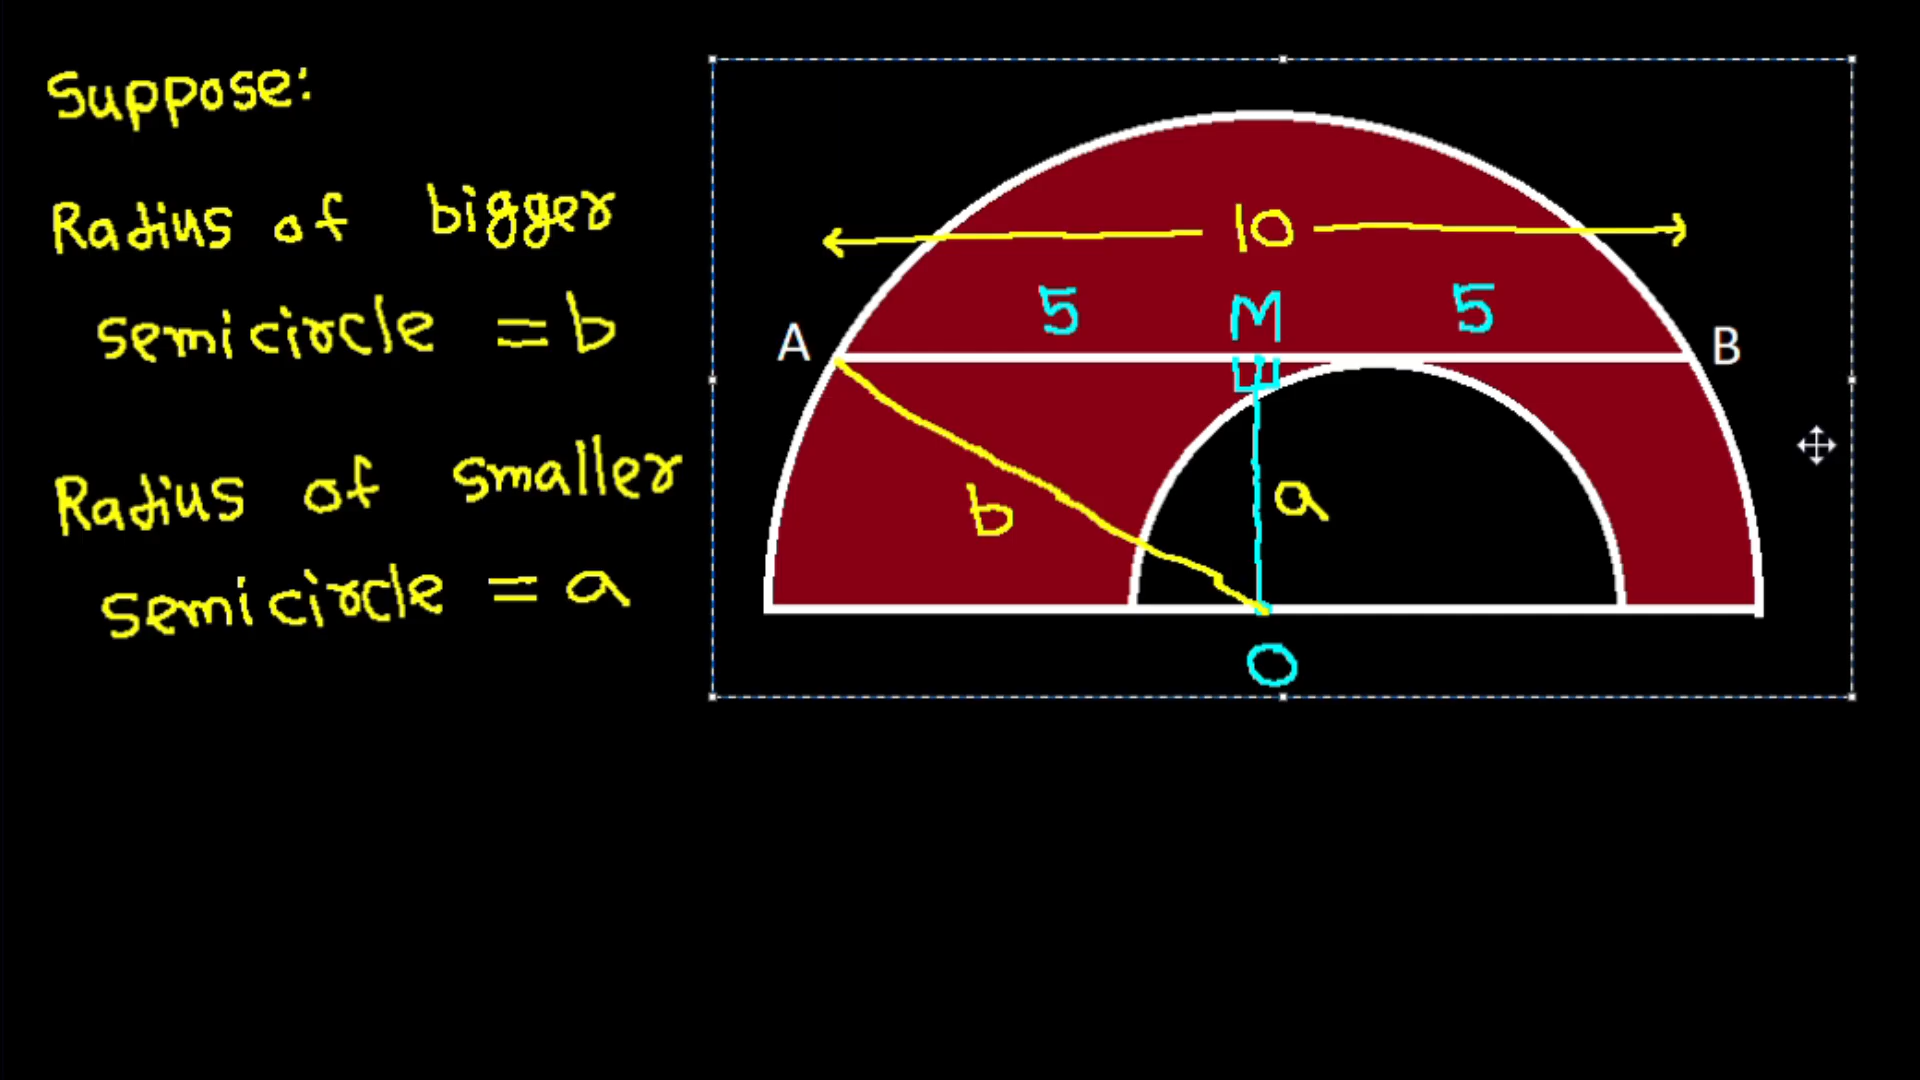 Suppose:
Radius of bigger
semicircle = b
Radius of smaller
semicircle = a
10
5 M 5
A B
b a
O